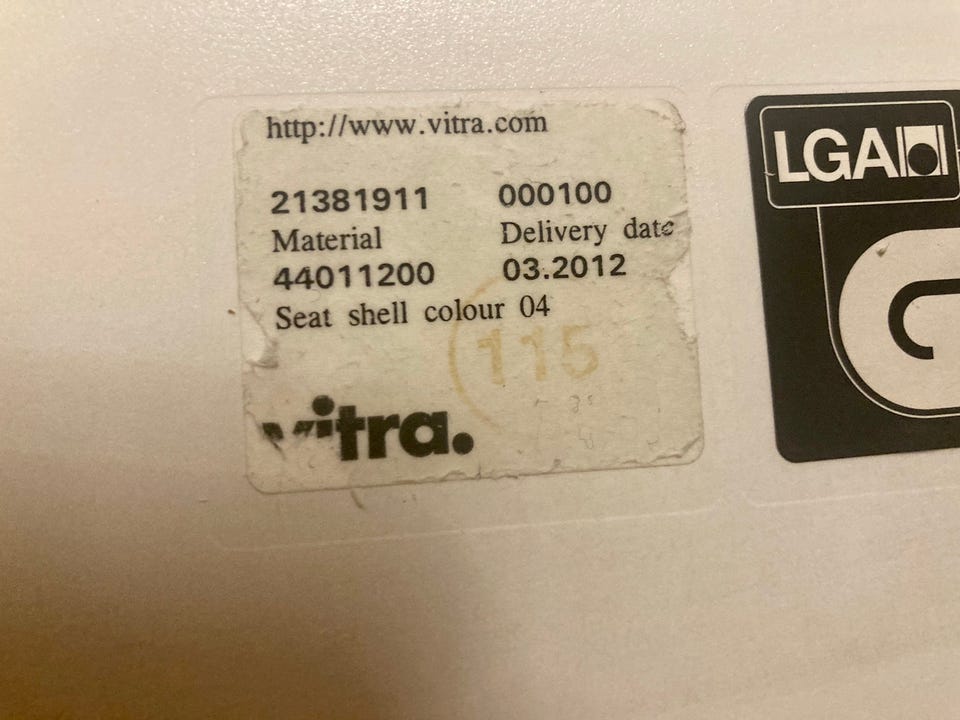 http://www.vitra.com
21381911 000100
Material Delivery date
44011200 03.2012
Seat shell colour 04
115
vitra.
LGA